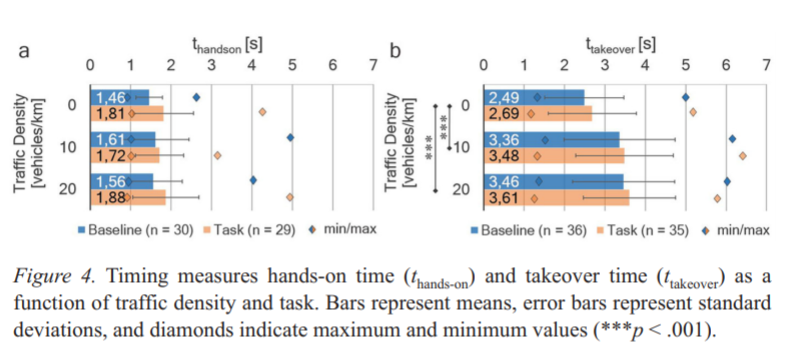 a
t handson [s]
0 1 2 3 4 5 6 7
Traffic Density
[vehicles/km]
0
1,46
1,81
10
1,61
1,72
20
1,56
1,88
Baseline (n = 30) Task (n = 29) min/max
b
t takeover [s]
0 1 2 3 4 5 6 7
Traffic Density
[vehicles/km]
***
***
0
2,49
2,69
10
3,36
3,48
20
3,46
3,61
Baseline (n = 36) Task (n = 35) min/max
Figure 4. Timing measures hands-on time (t hands-on) and takeover time (t takeover) as a
function of traffic density and task. Bars represent means, error bars represent standard
deviations, and diamonds indicate maximum and minimum values (***p < .001).